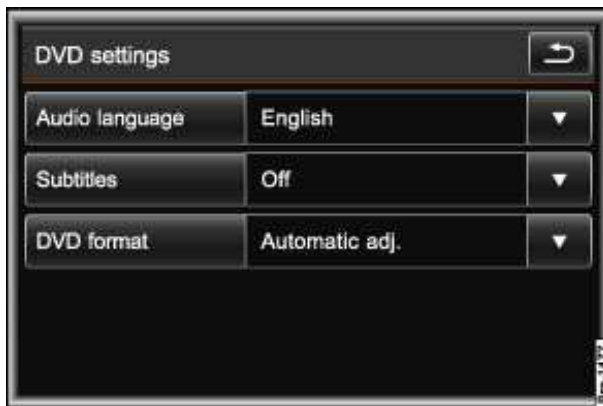 DVD settings
Audio language English
Subtitles Off
DVD format Automatic adj.